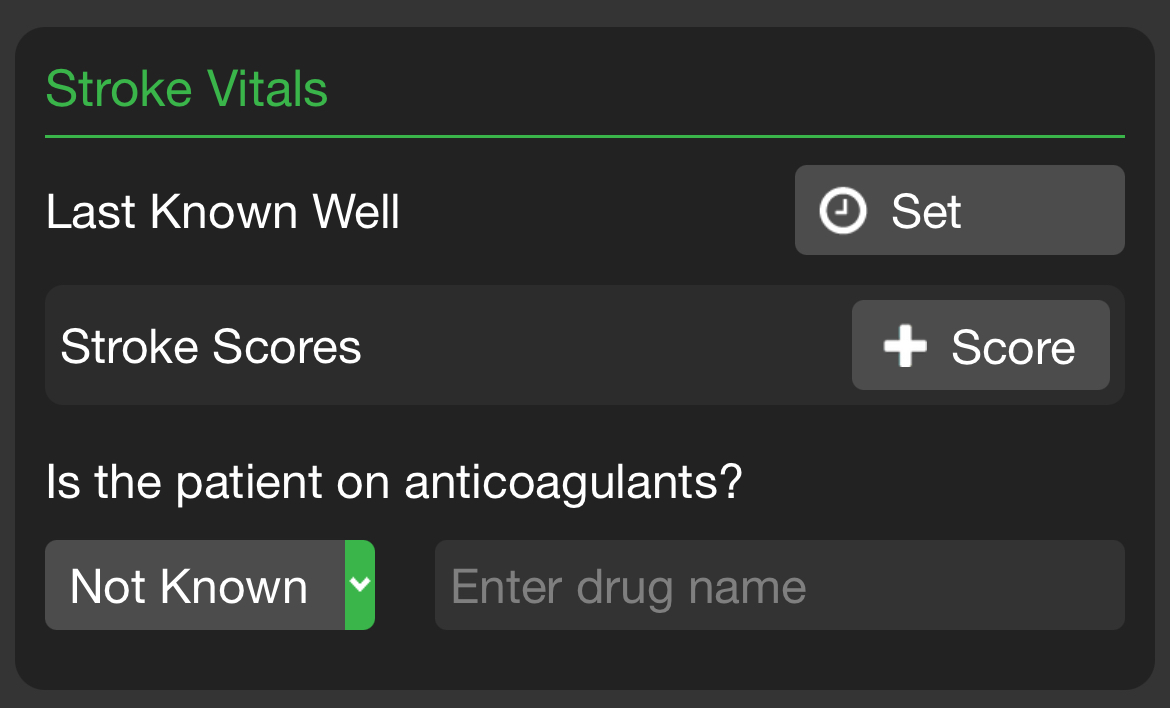 Stroke Vitals
Last Known Well
Set
Stroke Scores
Score
Is the patient on anticoagulants?
Not Known
Enter drug name